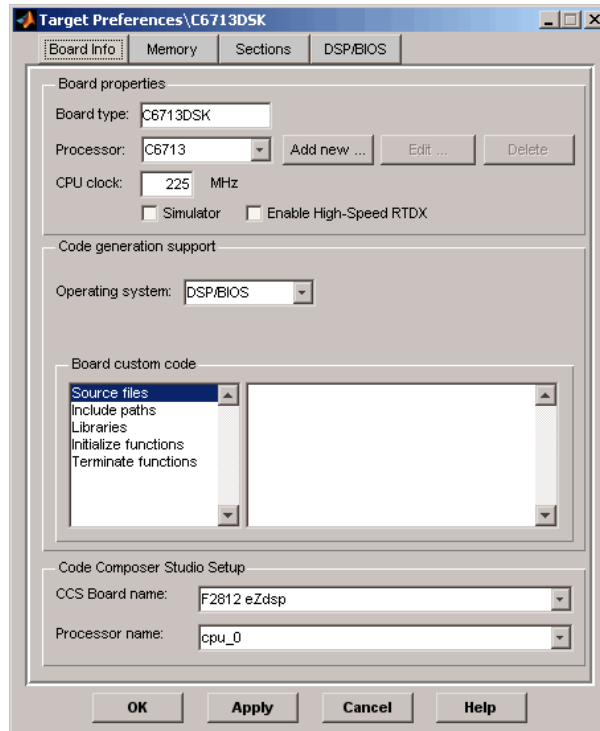 Target Preferences\C6713DSK
Board Info Memory Sections DSP/BIOS
Board properties
Board type: C6713DSK
Processor: C6713 Add new ... Edit ... Delete
CPU clock: 225 MHz
Simulator Enable High-Speed RTDX
Code generation support
Operating system: DSP/BIOS
Board custom code
Source files
Include paths
Libraries
Initialize functions
Terminate functions
Code Composer Studio Setup
CCS Board name: F2812 eZdsp
Processor name: cpu_0
OK Apply Cancel Help